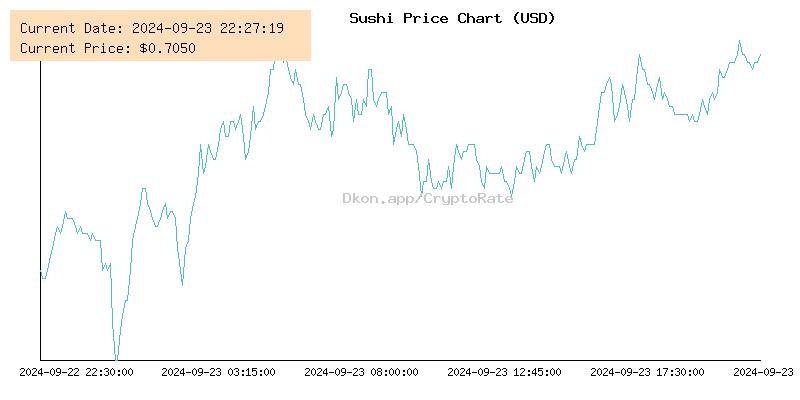 Sushi Price Chart (USD)
Current Date: 2024-09-23 22:27:19
Current Price: $0.7050
Dkon.app/CryptoRate
2024-09-22 22:30:00 2024-09-23 03:15:00 2024-09-23 08:00:00 2024-09-23 12:45:00 2024-09-23 17:30:00 2024-09-23